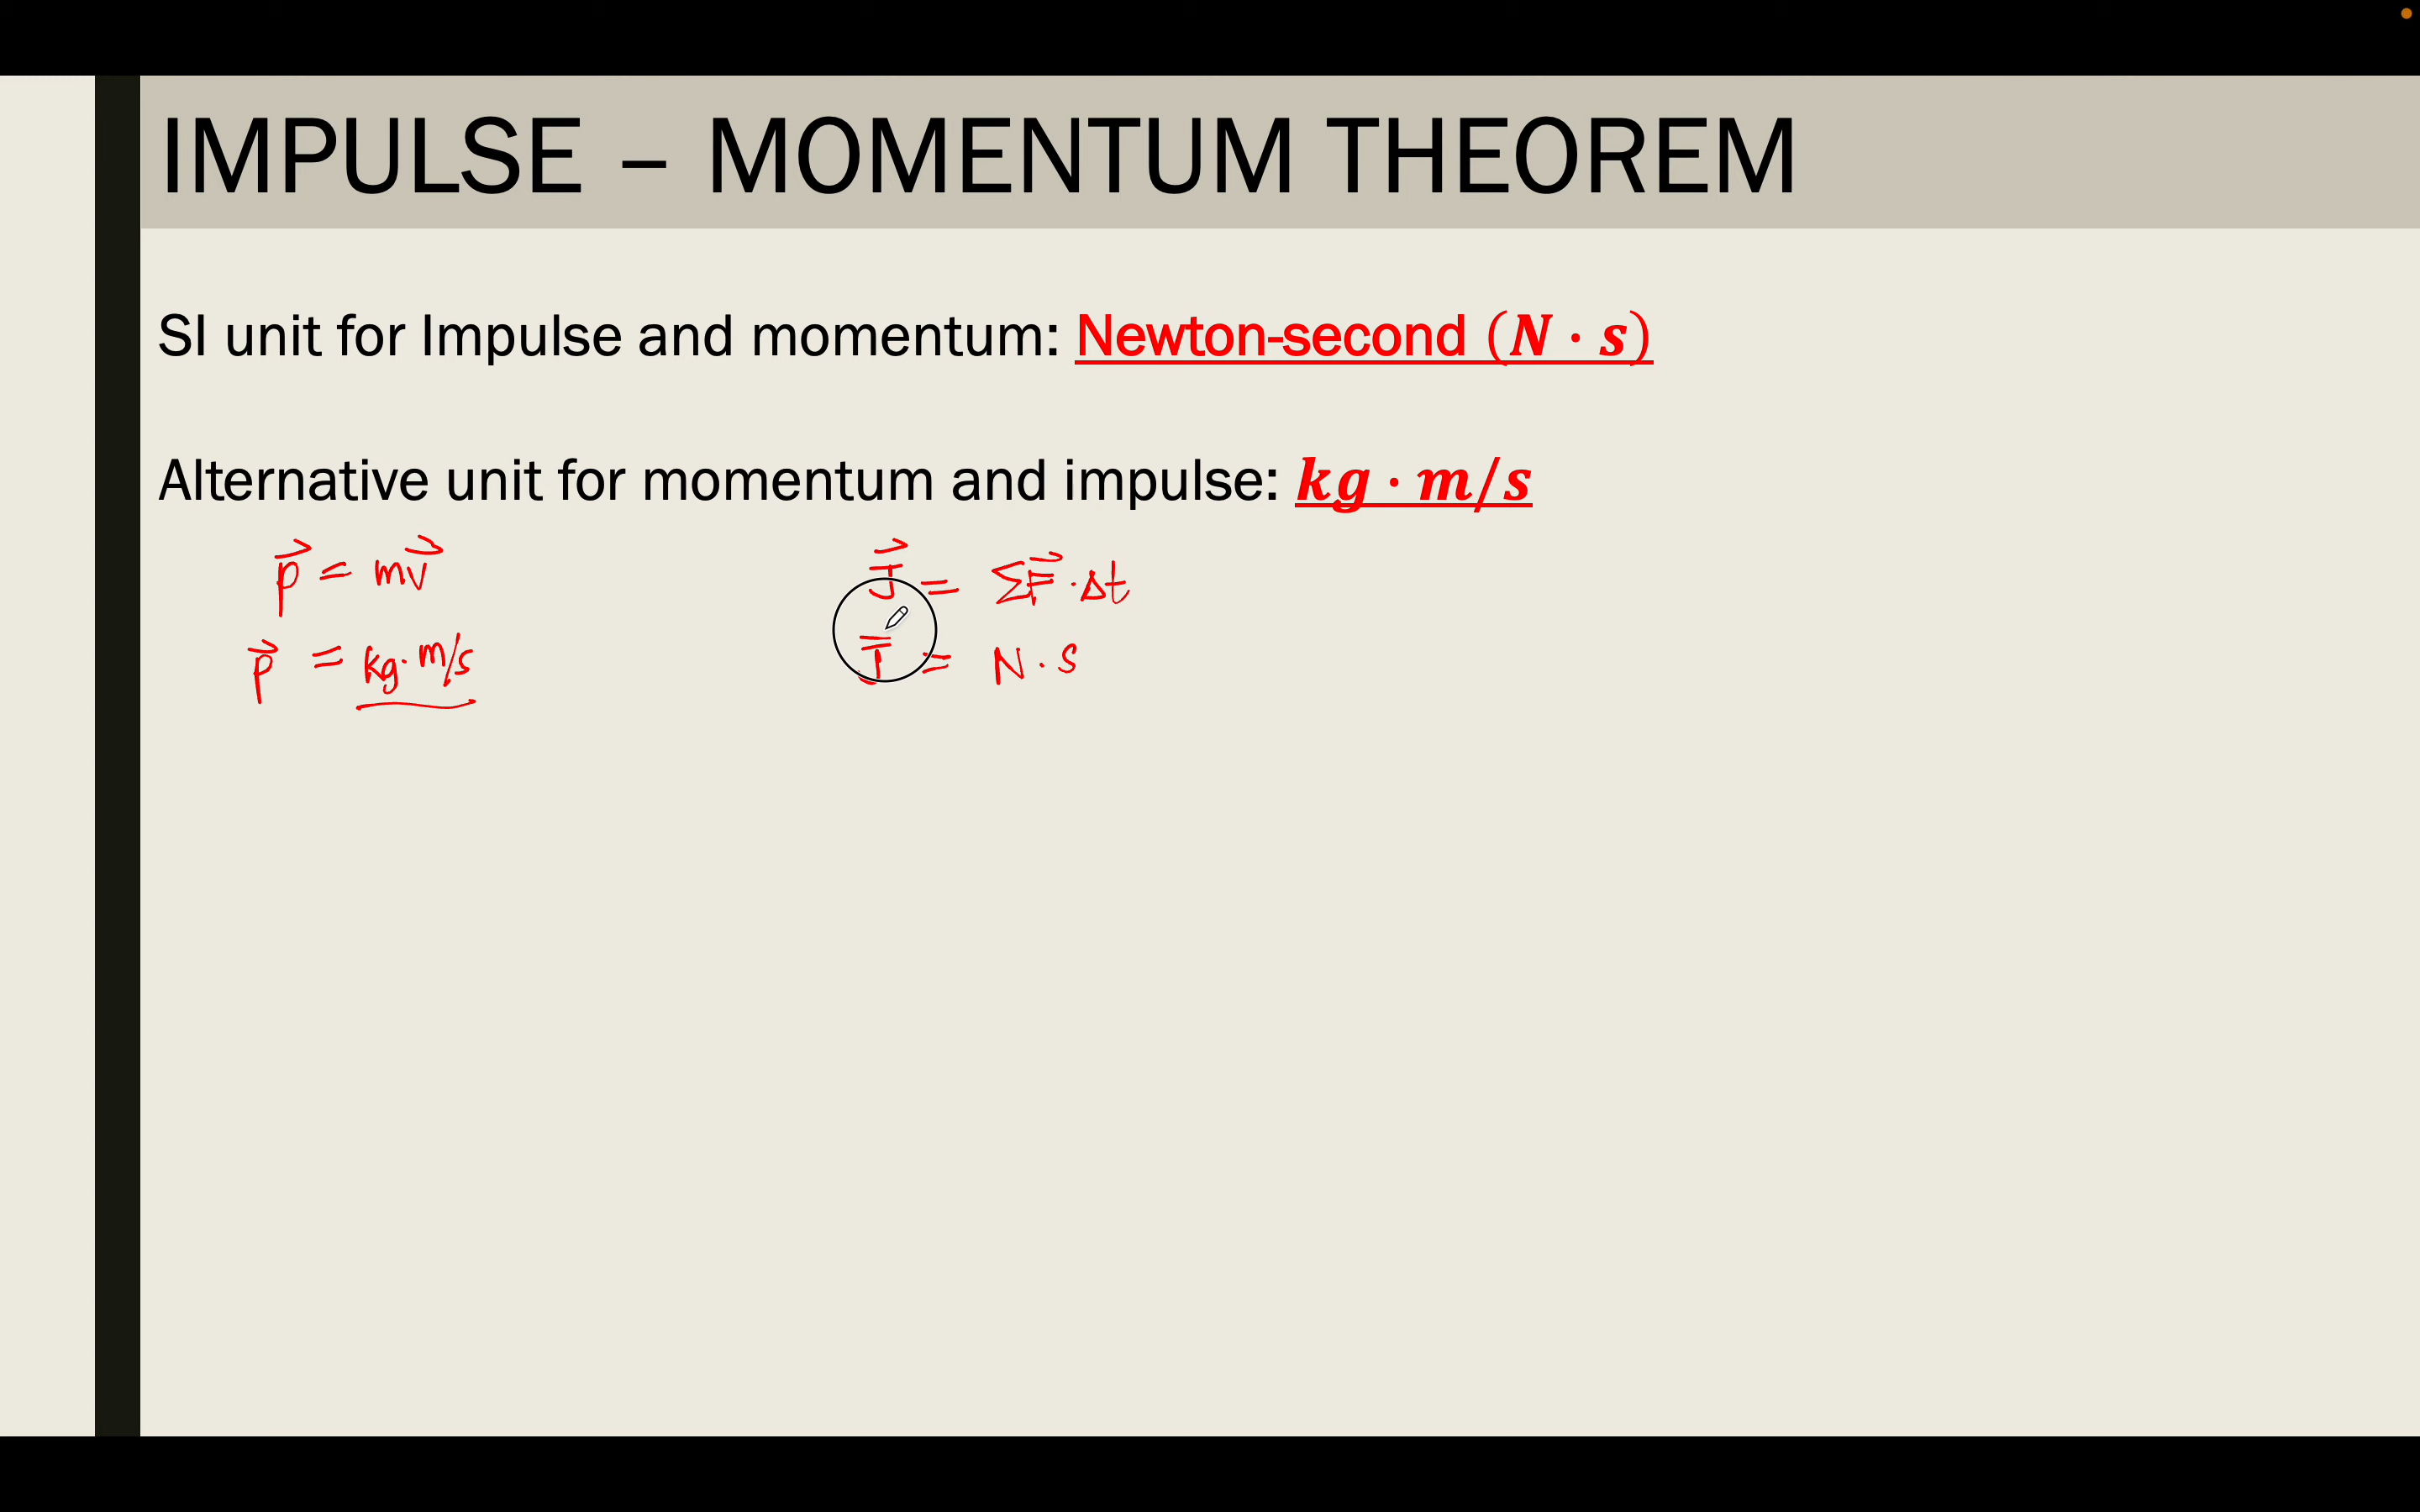 IMPULSE – MOMENTUM THEOREM
SI unit for Impulse and momentum: Newton-second (N · s)
Alternative unit for momentum and impulse: kg · m/s
p⃗ = mv⃗
J⃗ = ΣF⃗ · Δt
p⃗ = kg · m/s
J = N · s